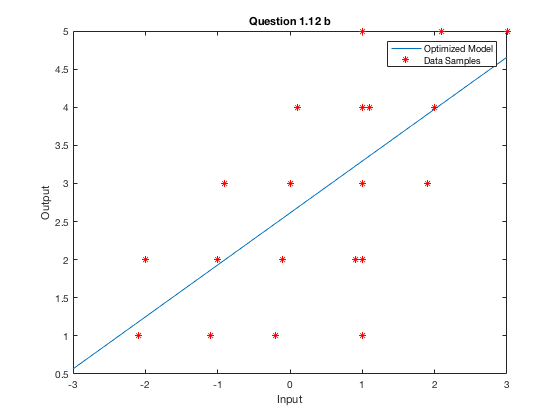 Question 1.12 b
Optimized Model
Data Samples
5
4.5
4
3.5
3
2.5
2
1.5
1
0.5
Output
-3 -2 -1 0 1 2 3
Input